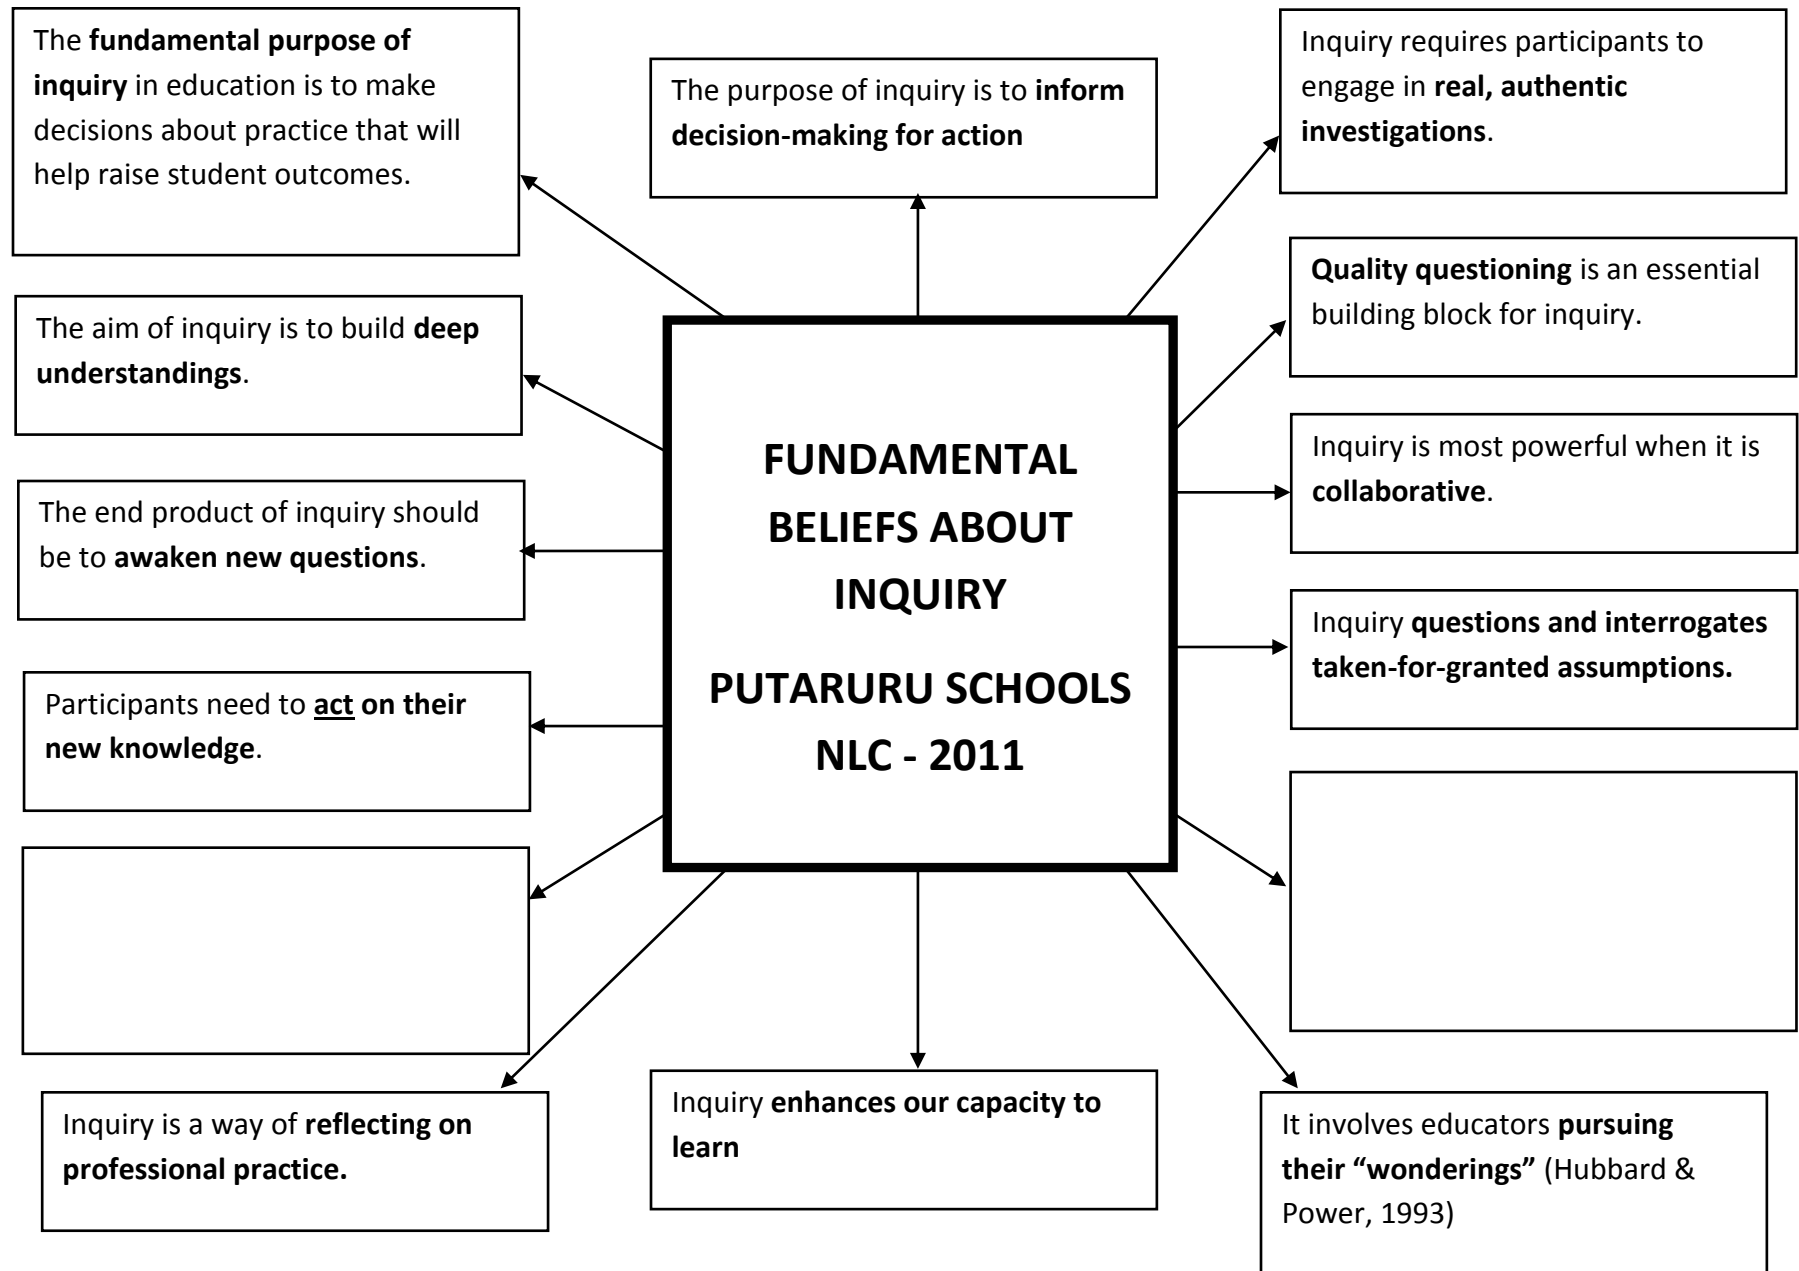 The fundamental purpose of
inquiry in education is to make
decisions about practice that will
help raise student outcomes.
The purpose of inquiry is to inform
decision-making for action
Inquiry requires participants to
engage in real, authentic
investigations.
The aim of inquiry is to build deep
understandings.
Quality questioning is an essential
building block for inquiry.
The end product of inquiry should
be to awaken new questions.
FUNDAMENTAL
BELIEFS ABOUT
INQUIRY
PUTARURU SCHOOLS
NLC - 2011
Inquiry is most powerful when it is
collaborative.
Participants need to act on their
new knowledge.
Inquiry questions and interrogates
taken-for-granted assumptions.
Inquiry is a way of reflecting on
professional practice.
Inquiry enhances our capacity to
learn
It involves educators pursuing
their “wonderings” (Hubbard &
Power, 1993)